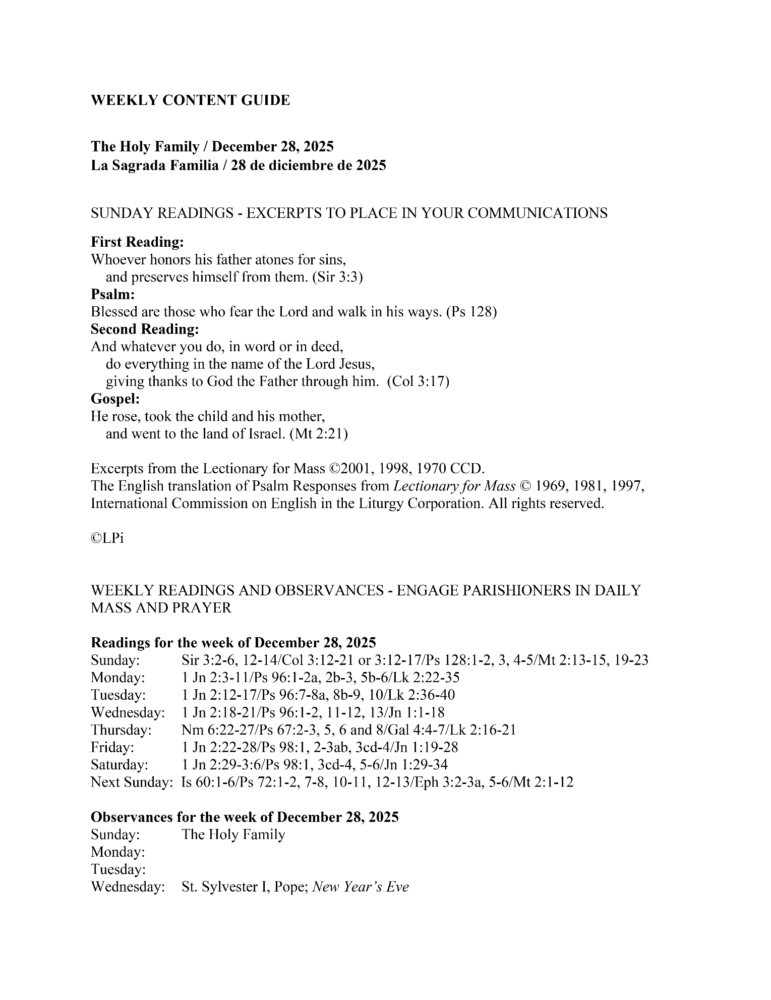 WEEKLY CONTENT GUIDE
The Holy Family / December 28, 2025
La Sagrada Familia / 28 de diciembre de 2025
SUNDAY READINGS - EXCERPTS TO PLACE IN YOUR COMMUNICATIONS
First Reading:
Whoever honors his father atones for sins,
and preserves himself from them. (Sir 3:3)
Psalm:
Blessed are those who fear the Lord and walk in his ways. (Ps 128)
Second Reading:
And whatever you do, in word or in deed,
do everything in the name of the Lord Jesus,
giving thanks to God the Father through him.  (Col 3:17)
Gospel:
He rose, took the child and his mother,
and went to the land of Israel. (Mt 2:21)
Excerpts from the Lectionary for Mass ©2001, 1998, 1970 CCD.
The English translation of Psalm Responses from Lectionary for Mass © 1969, 1981, 1997,
International Commission on English in the Liturgy Corporation. All rights reserved.
©LPi
WEEKLY READINGS AND OBSERVANCES - ENGAGE PARISHIONERS IN DAILY
MASS AND PRAYER
Readings for the week of December 28, 2025
Sunday: Sir 3:2-6, 12-14/Col 3:12-21 or 3:12-17/Ps 128:1-2, 3, 4-5/Mt 2:13-15, 19-23
Monday: 1 Jn 2:3-11/Ps 96:1-2a, 2b-3, 5b-6/Lk 2:22-35
Tuesday: 1 Jn 2:12-17/Ps 96:7-8a, 8b-9, 10/Lk 2:36-40
Wednesday: 1 Jn 2:18-21/Ps 96:1-2, 11-12, 13/Jn 1:1-18
Thursday: Nm 6:22-27/Ps 67:2-3, 5, 6 and 8/Gal 4:4-7/Lk 2:16-21
Friday: 1 Jn 2:22-28/Ps 98:1, 2-3ab, 3cd-4/Jn 1:19-28
Saturday: 1 Jn 2:29-3:6/Ps 98:1, 3cd-4, 5-6/Jn 1:29-34
Next Sunday: Is 60:1-6/Ps 72:1-2, 7-8, 10-11, 12-13/Eph 3:2-3a, 5-6/Mt 2:1-12
Observances for the week of December 28, 2025
Sunday: The Holy Family
Monday:
Tuesday:
Wednesday: St. Sylvester I, Pope; New Year’s Eve